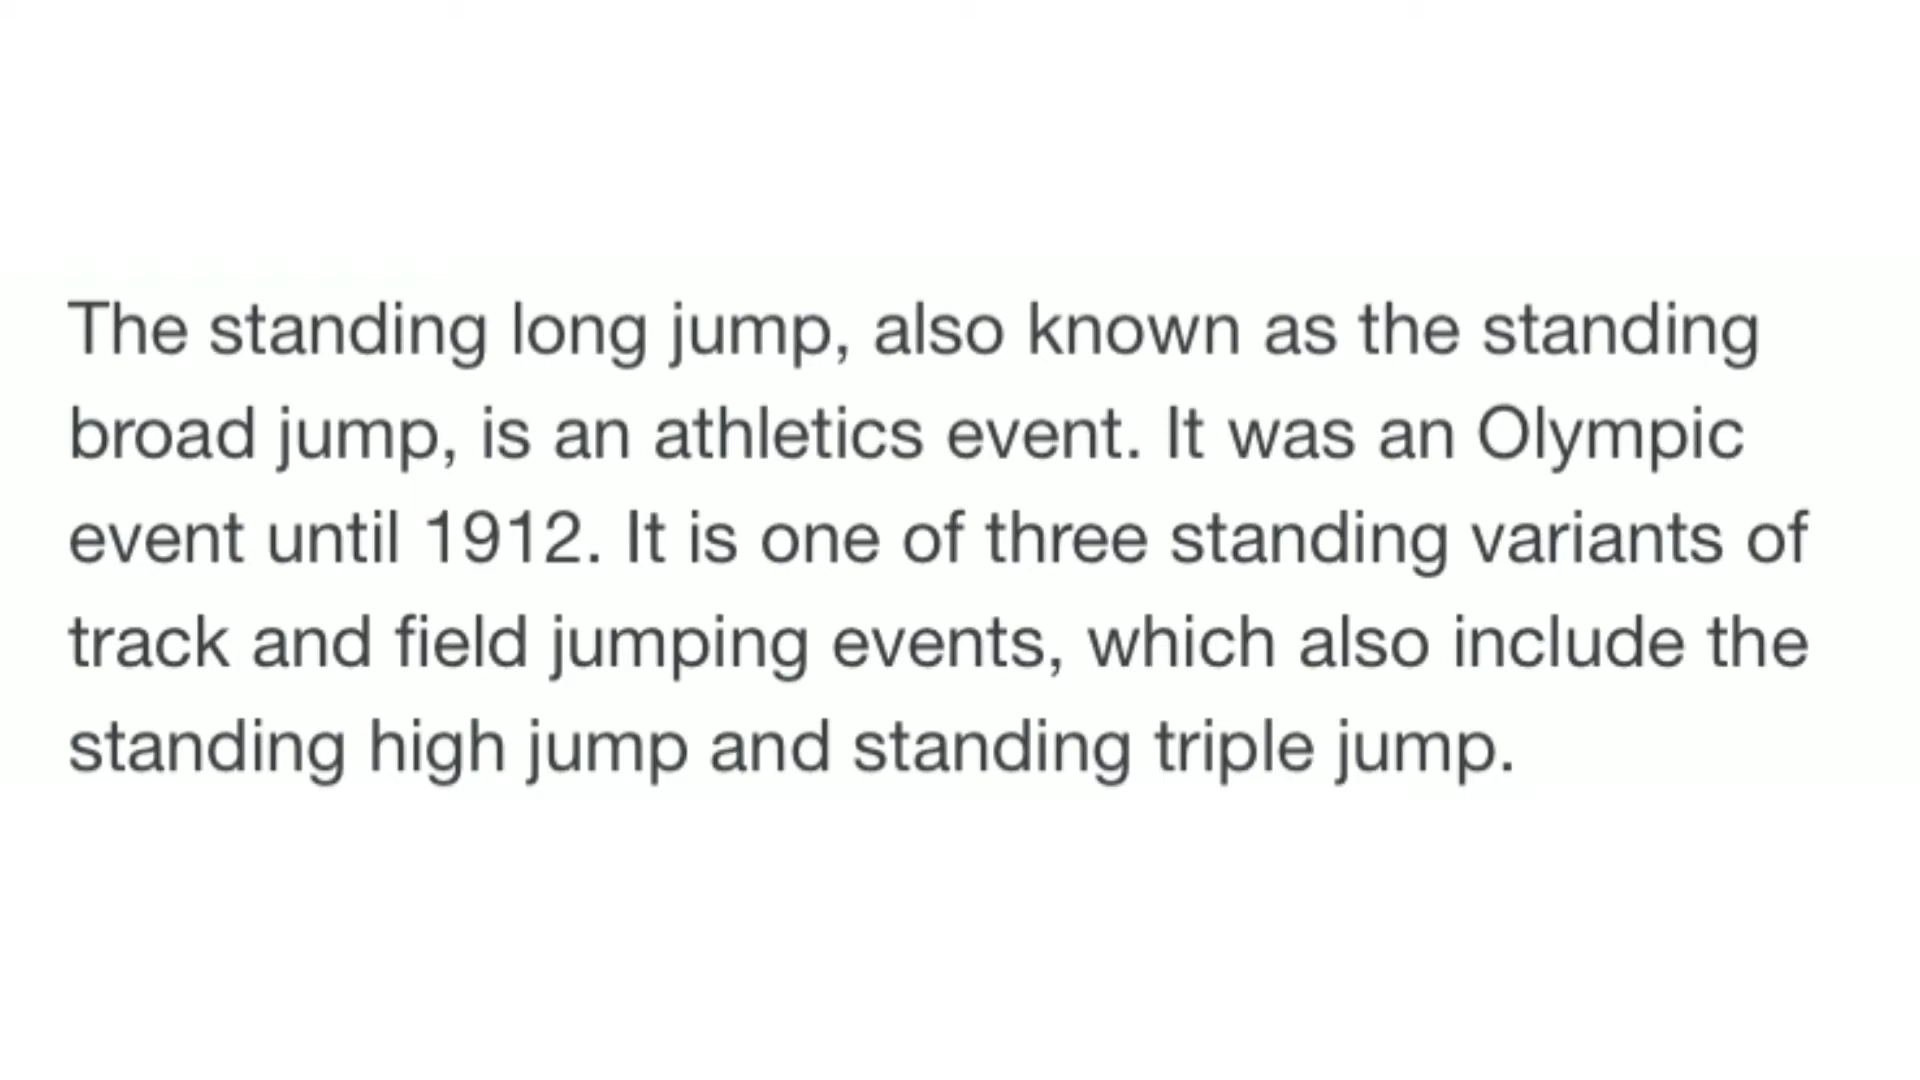 The standing long jump, also known as the standing
broad jump, is an athletics event. It was an Olympic
event until 1912. It is one of three standing variants of
track and field jumping events, which also include the
standing high jump and standing triple jump.